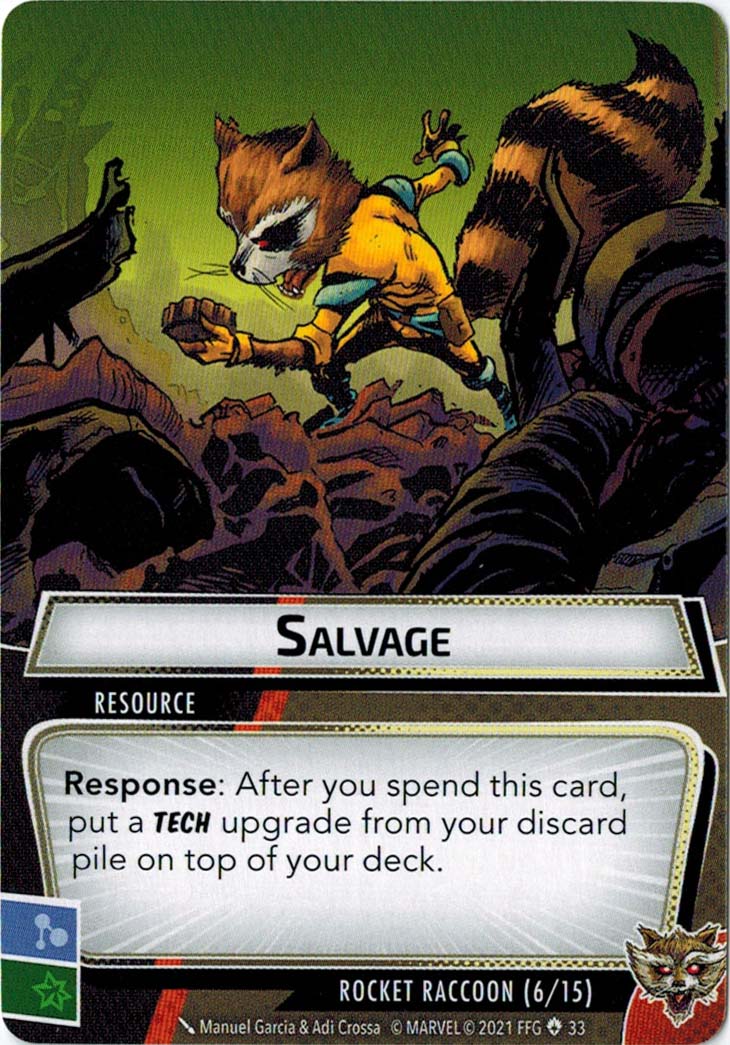 SALVAGE
RESOURCE
Response: After you spend this card,
put a TECH upgrade from your discard
pile on top of your deck.
ROCKET RACCOON (6/15)
Manuel Garcia & Adi Crossa © MARVEL © 2021 FFG 33